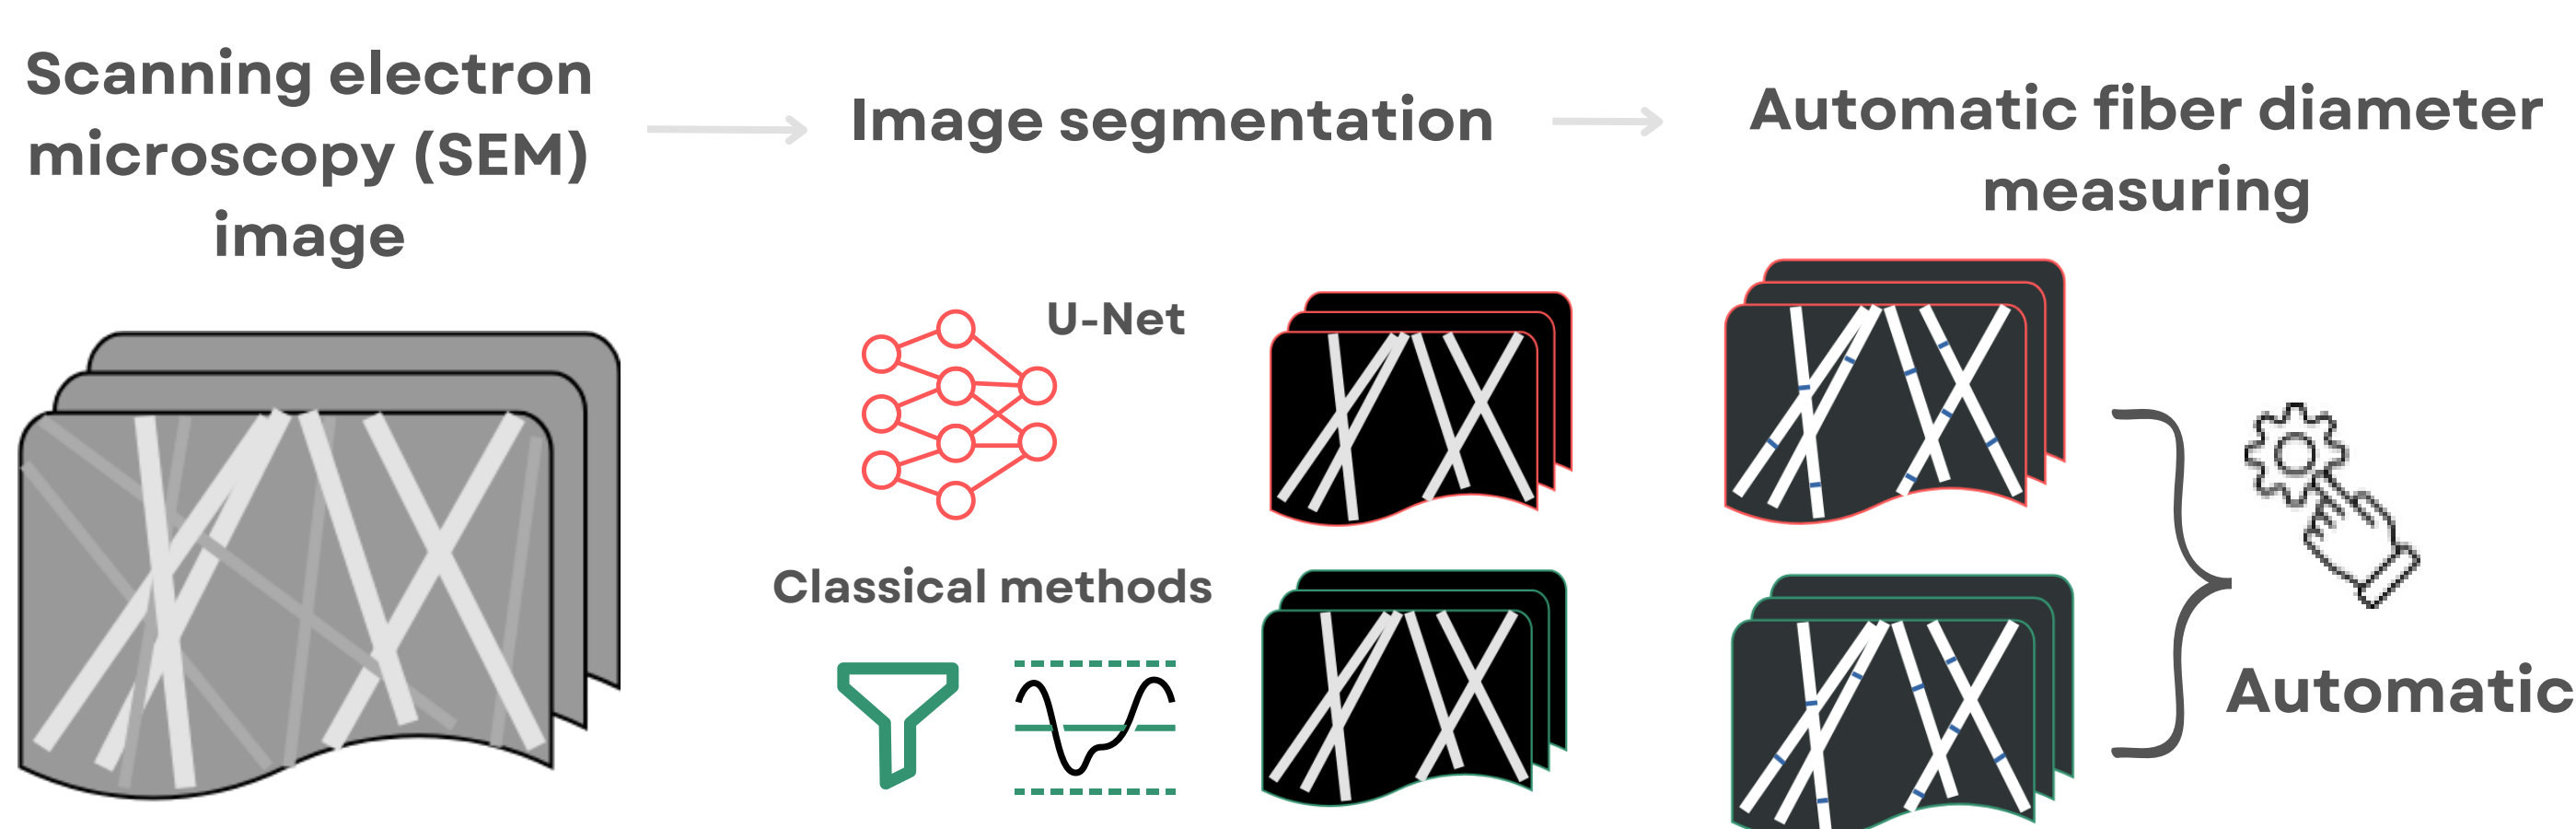 Scanning electron
microscopy (SEM)
image
Image segmentation
Automatic fiber diameter
measuring
U-Net
Classical methods
Automatic